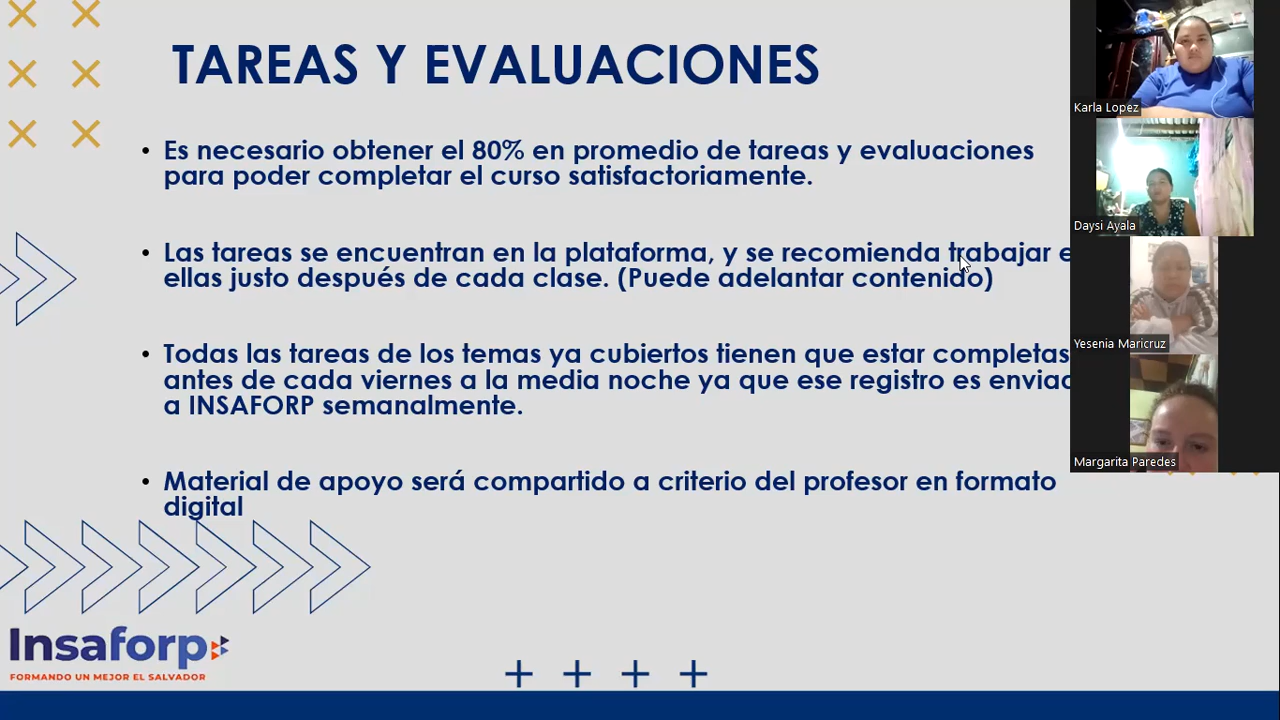 TAREAS Y EVALUACIONES
Es necesario obtener el 80% en promedio de tareas y evaluaciones
para poder completar el curso satisfactoriamente.
Las tareas se encuentran en la plataforma, y se recomienda trabajar
ellas justo después de cada clase. (Puede adelantar contenido)
Todas las tareas de los temas ya cubiertos tienen que estar completas
antes de cada viernes a la media noche ya que ese registro es
a INSAFORP semanalmente.
Material de apoyo será compartido a criterio del profesor en formato
digital
Insaforp
FORMANDO UN MEJOR EL SALVADOR
Karla Lopez
Daysi Ayala
Yesenia Maricruz
Margarita Paredes